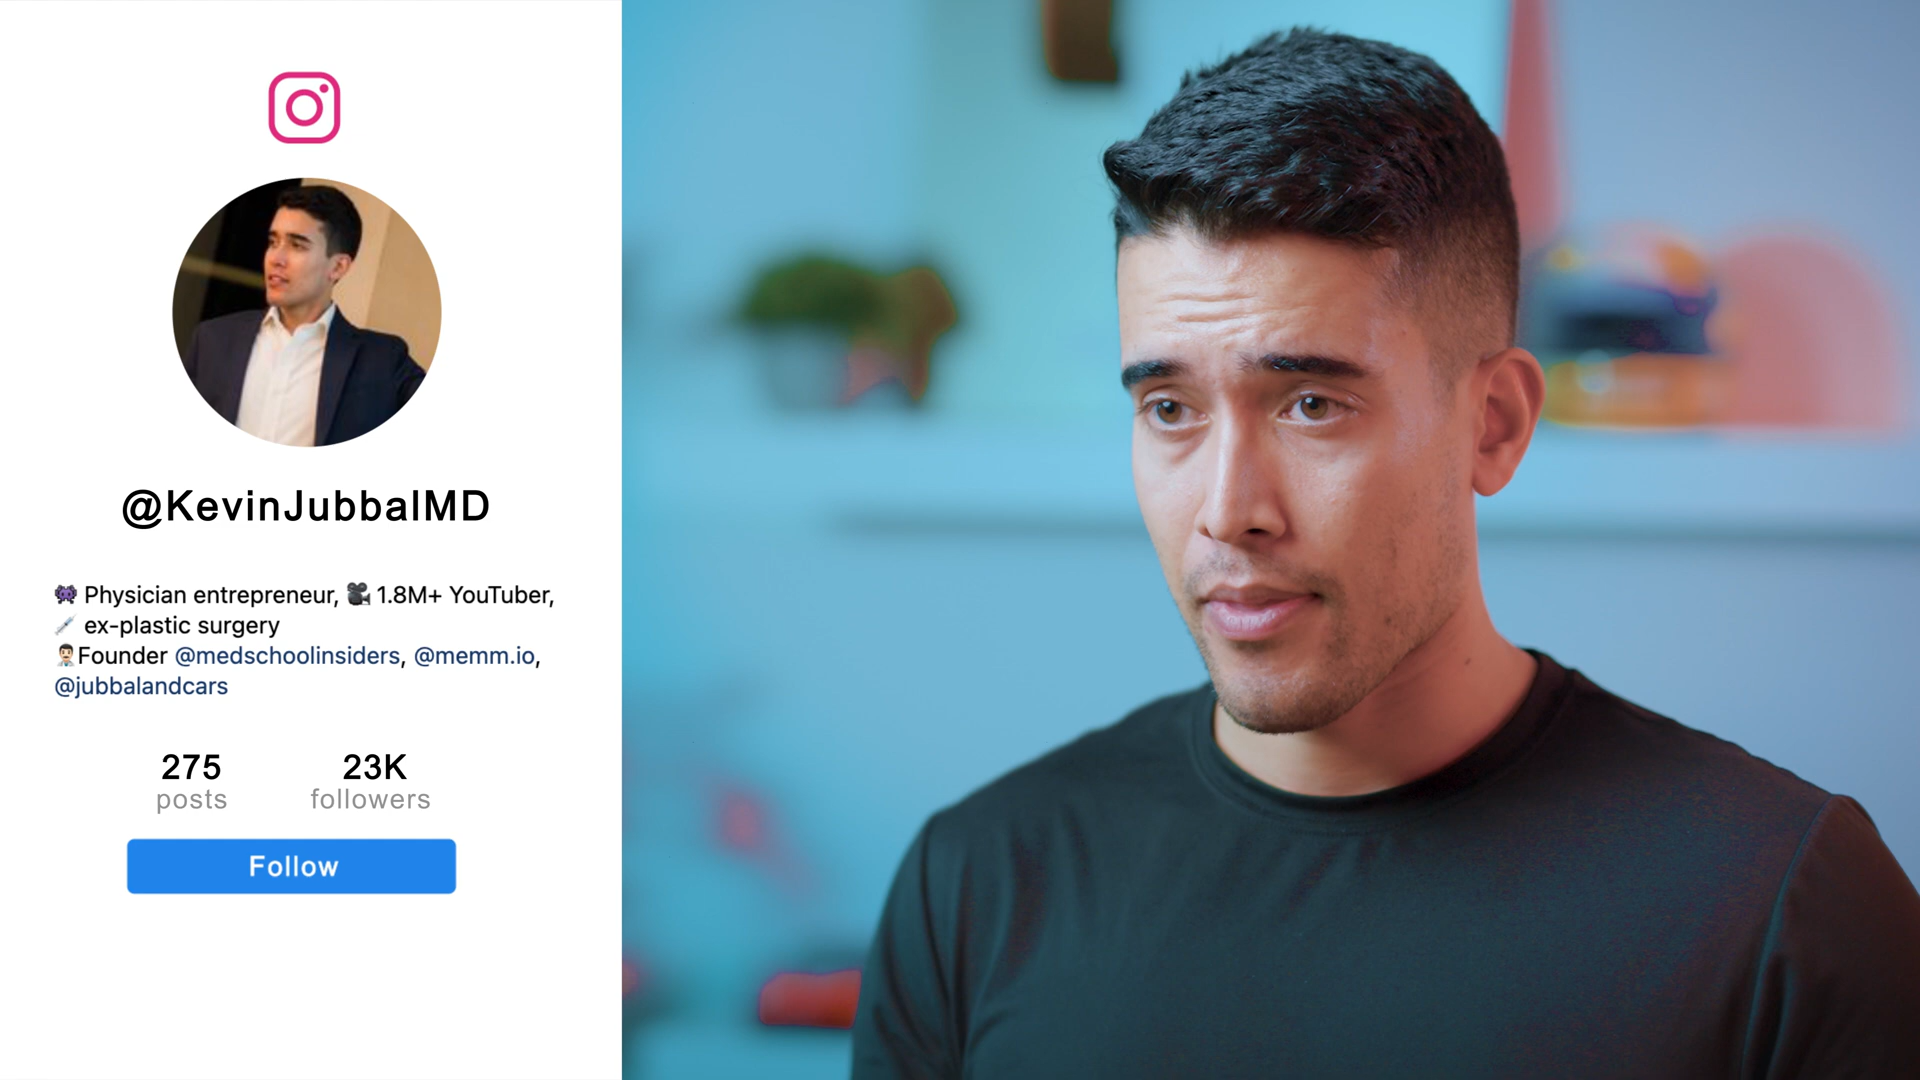 @KevinJubbalMD
👾 Physician entrepreneur, 🎥 1.8M+ YouTuber,
💉 ex-plastic surgery
👨🏻‍⚕️Founder @medschoolinsiders, @memm.io,
@jubbalandcars
275 23K
posts followers
Follow